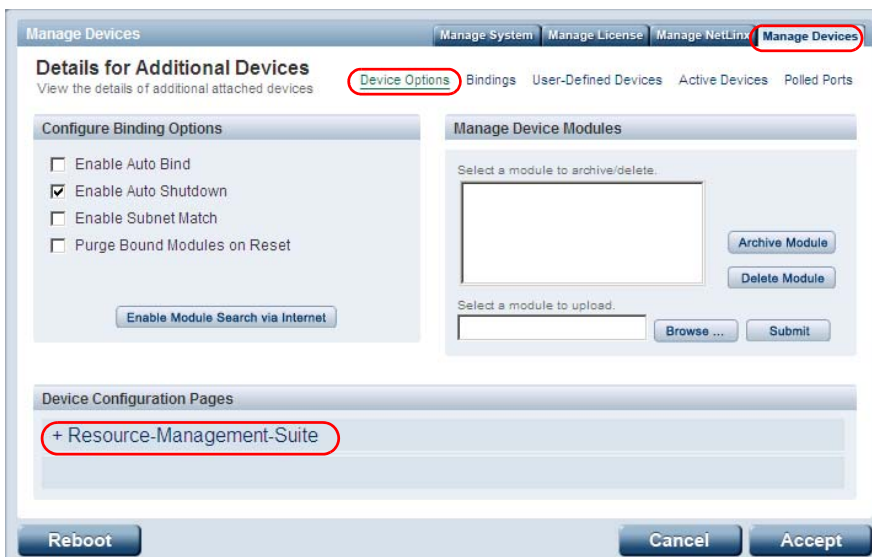 Manage Devices
Manage System
Manage License
Manage NetLinx
Manage Devices
Details for Additional Devices
View the details of additional attached devices
Device Options
Bindings
User-Defined Devices
Active Devices
Polled Ports
Configure Binding Options
Enable Auto Bind
Enable Auto Shutdown
Enable Subnet Match
Purge Bound Modules on Reset
Enable Module Search via Internet
Manage Device Modules
Select a module to archive/delete.
Archive Module
Delete Module
Select a module to upload.
Browse ...
Submit
Device Configuration Pages
+ Resource-Management-Suite
Reboot
Cancel
Accept